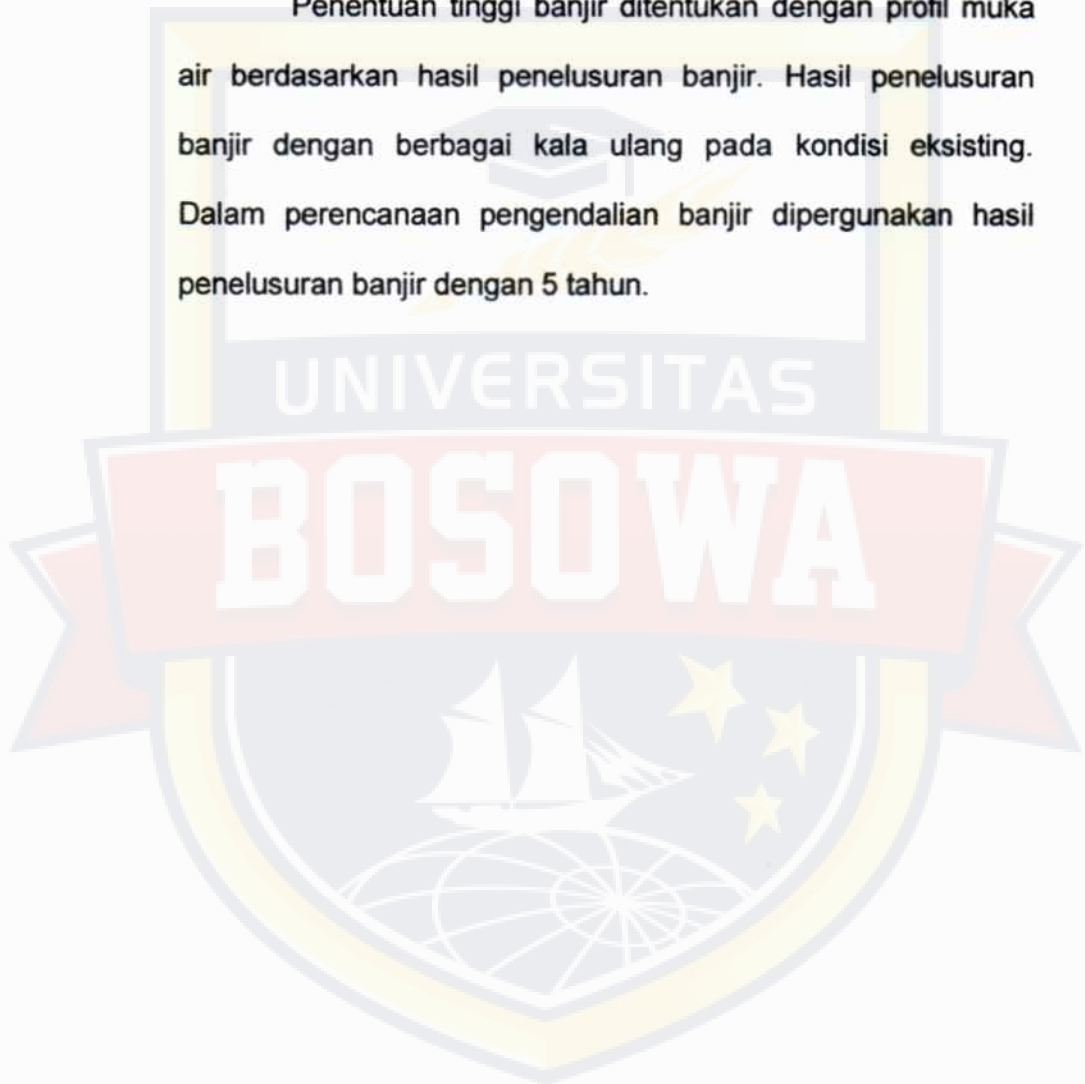 Penentuan tinggi banjir ditentukan dengan profil muka
air berdasarkan hasil penelusuran banjir. Hasil penelusuran
banjir dengan berbagai kala ulang pada kondisi eksisting.
Dalam perencanaan pengendalian banjir dipergunakan hasil
penelusuran banjir dengan 5 tahun.
UNIVERSITAS
BOSOWA